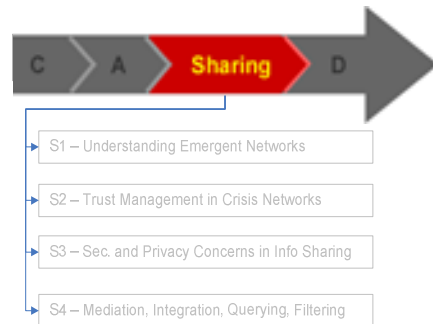 C A Sharing D
S1 – Understanding Emergent Networks
S2 – Trust Management in Crisis Networks
S3 – Sec. and Privacy Concerns in Info Sharing
S4 – Mediation, Integration, Querying, Filtering